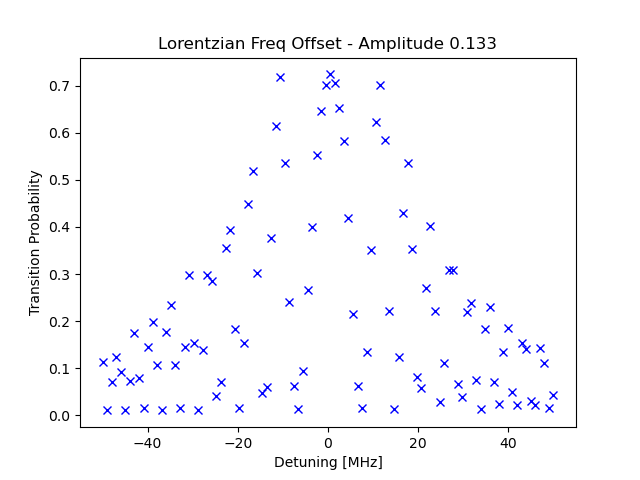 Lorentzian Freq Offset - Amplitude 0.133
Transition Probability
0.7
0.6
0.5
0.4
0.3
0.2
0.1
0.0
−40 −20 0 20 40
Detuning [MHz]